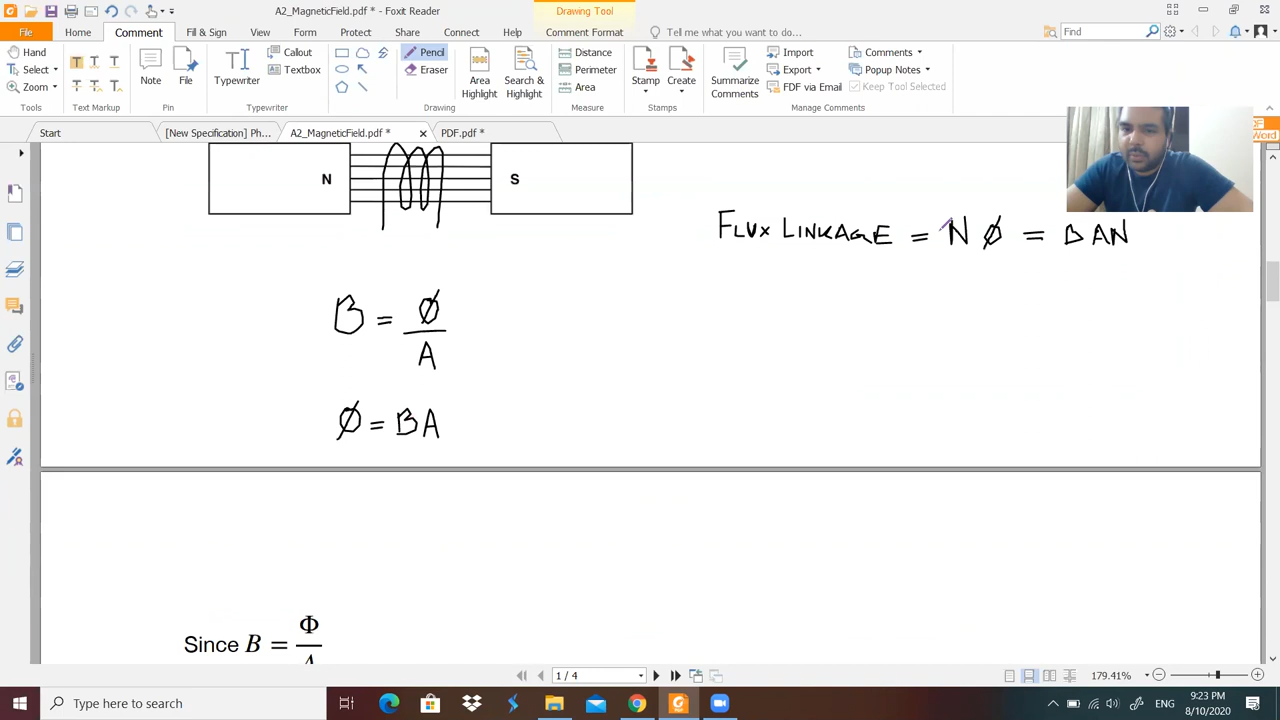 A2_MagneticField.pdf * - Foxit Reader
Drawing Tool
File Home Comment Fill & Sign View Form Protect Share Connect Help Comment Format Tell me what you want to do... Find
Hand
Select
Zoom
Tools
Text Markup
Note
File
Pin
Typewriter
Callout
Textbox
Typewriter
Pencil
Eraser
Drawing
Area Highlight
Search & Highlight
Distance
Perimeter
Area
Measure
Stamp
Create
Stamps
Summarize Comments
Import
Export
FDF via Email
Comments
Popup Notes
Keep Tool Selected
Manage Comments
Start
[New Specification] Ph...
A2_MagneticField.pdf *
PDF.pdf *
Word
N
S
FLUX LINKAGE = N Ø = BAN
B = Ø / A
Ø = BA
Since B = Φ
1 / 4
179.41%
Type here to search
ENG
9:23 PM
8/10/2020